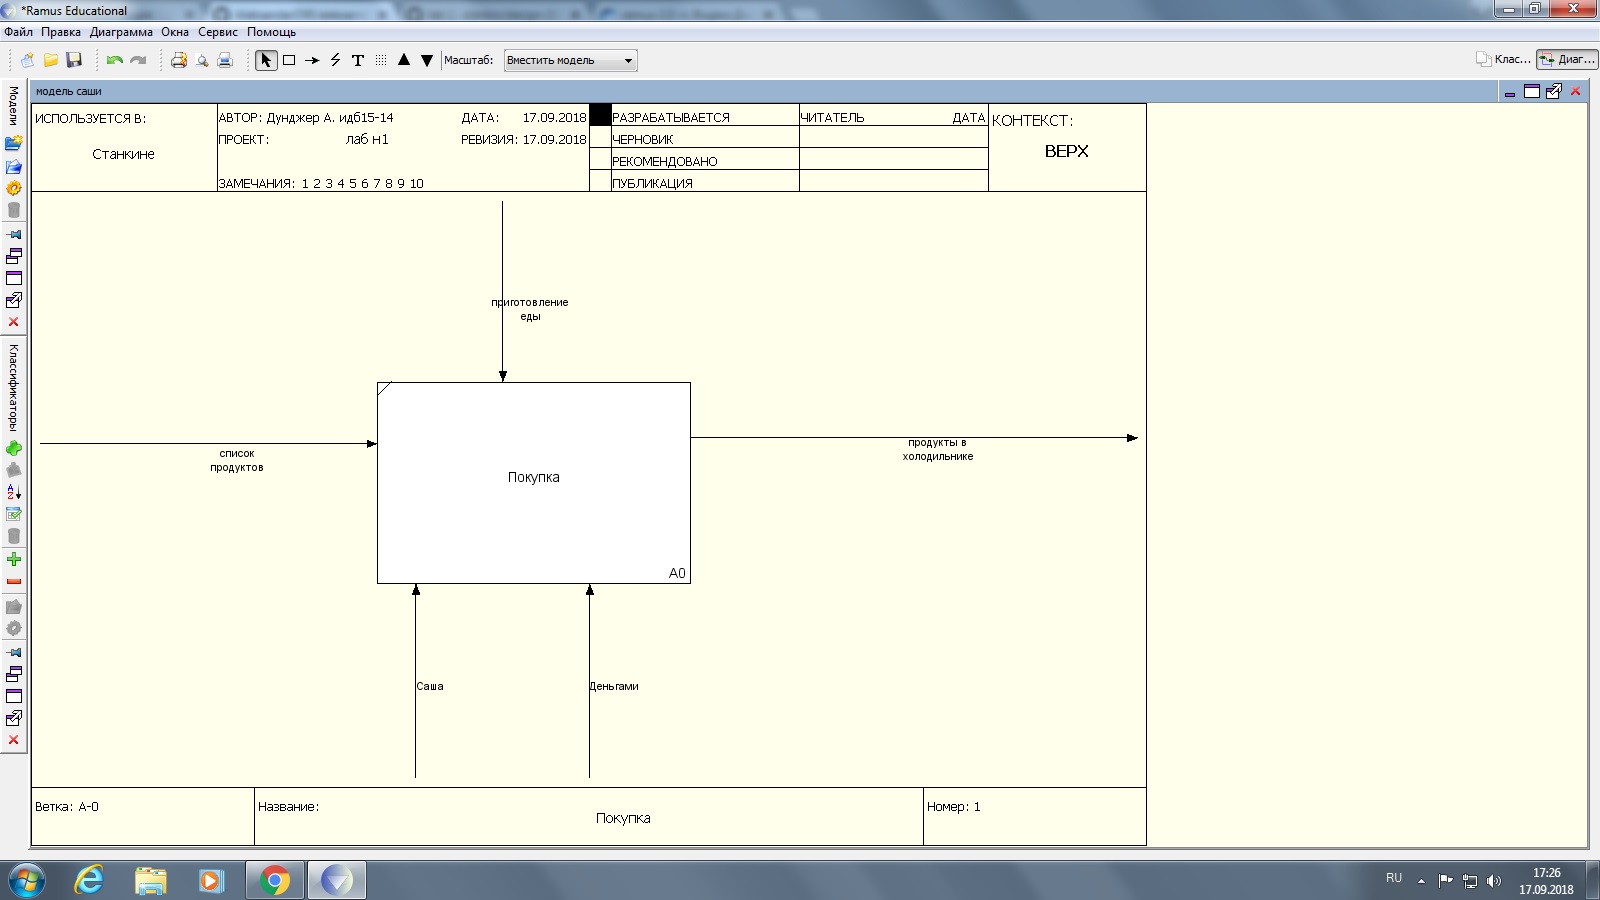 *Ramus Educational
Файл Правка Диаграмма Окна Сервис Помощь
Масштаб: Вместить модель Клас... Диаг...
Модели
Классификаторы
модель саши
ИСПОЛЬЗУЕТСЯ В:
Станкине
АВТОР: Дунджер А. идб15-14 ДАТА: 17.09.2018
ПРОЕКТ: лаб н1 РЕВИЗИЯ: 17.09.2018
ЗАМЕЧАНИЯ: 1 2 3 4 5 6 7 8 9 10
РАЗРАБАТЫВАЕТСЯ
ЧЕРНОВИК
РЕКОМЕНДОВАНО
ПУБЛИКАЦИЯ
ЧИТАТЕЛЬ ДАТА
КОНТЕКСТ:
ВЕРХ
приготовление
еды
список
продуктов
продукты в
холодильнике
Покупка
A0
Саша
Деньгами
Ветка: A-0
Название:
Покупка
Номер: 1
RU
17:26
17.09.2018